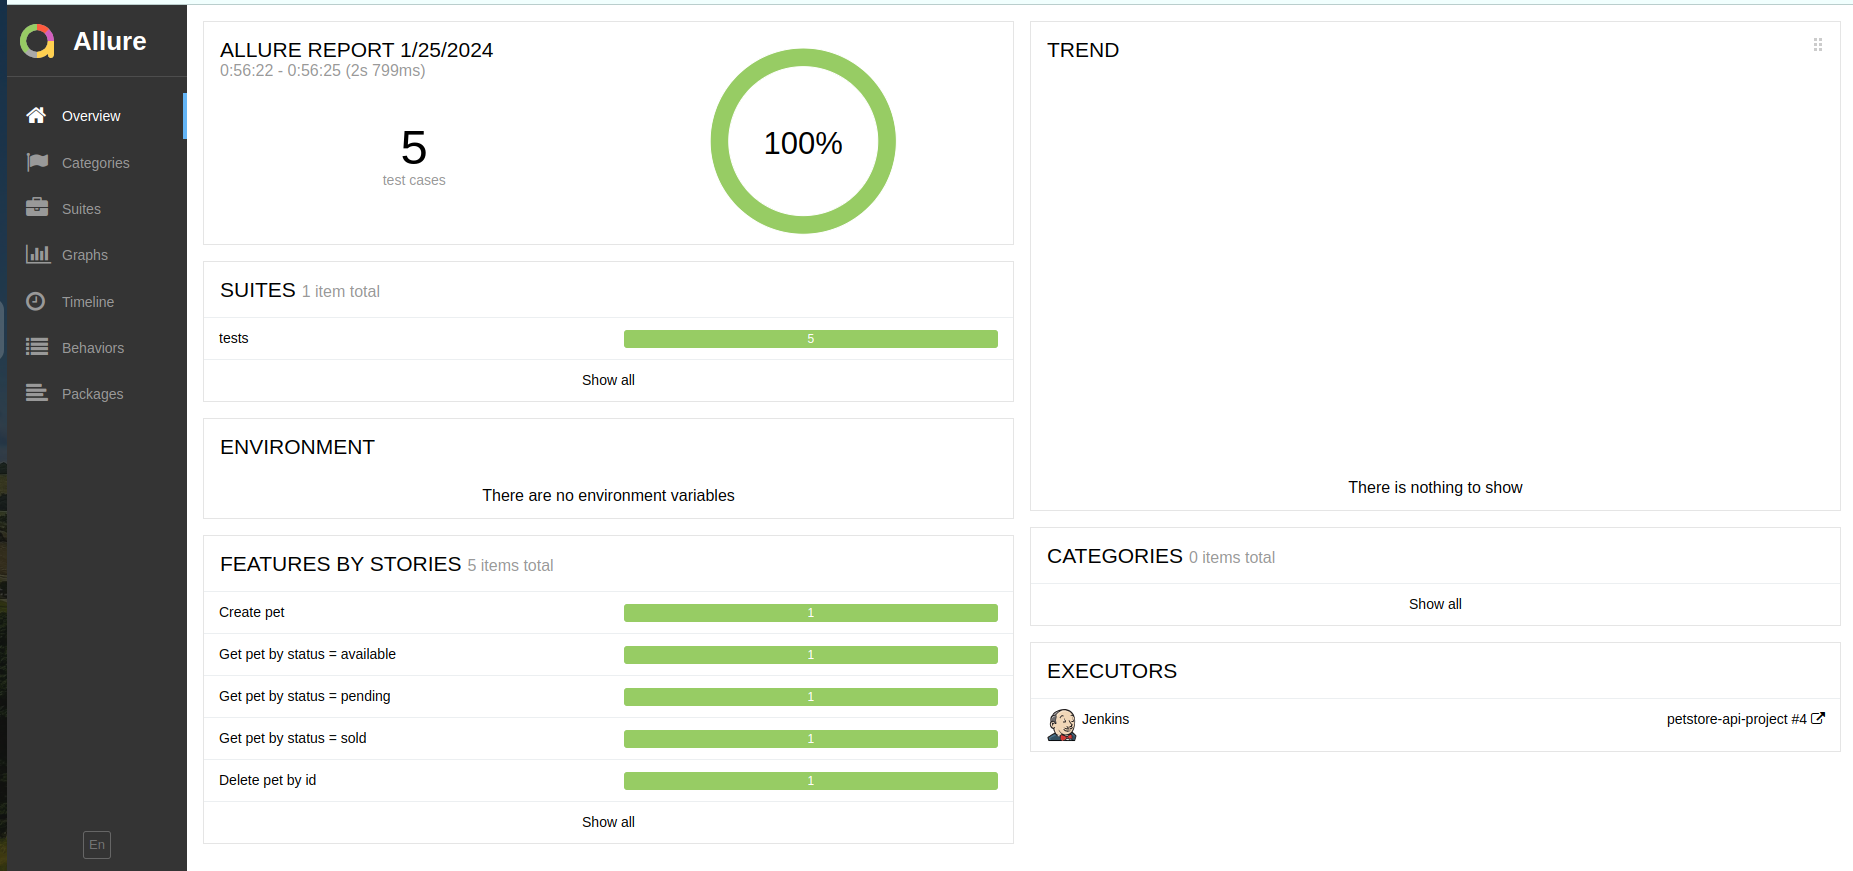 Allure
Overview
Categories
Suites
Graphs
Timeline
Behaviors
Packages
En
ALLURE REPORT 1/25/2024
0:56:22 - 0:56:25 (2s 799ms)
5
test cases
100%
SUITES 1 item total
tests 5
Show all
ENVIRONMENT
There are no environment variables
FEATURES BY STORIES 5 items total
Create pet 1
Get pet by status = available 1
Get pet by status = pending 1
Get pet by status = sold 1
Delete pet by id 1
Show all
TREND
There is nothing to show
CATEGORIES 0 items total
Show all
EXECUTORS
Jenkins petstore-api-project #4